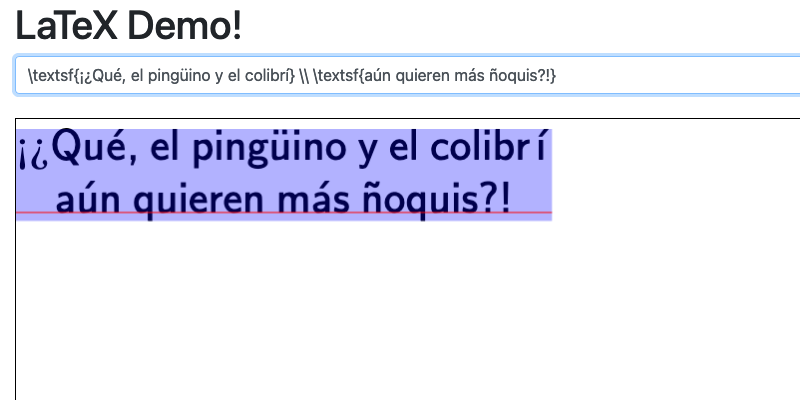 LaTeX Demo!
\textsf{¡¿Qué, el pingüino y el colibrí} \\ \textsf{aún quieren más ñoquis?!}
¡¿Qué, el pingüino y el colibrí
aún quieren más ñoquis?!